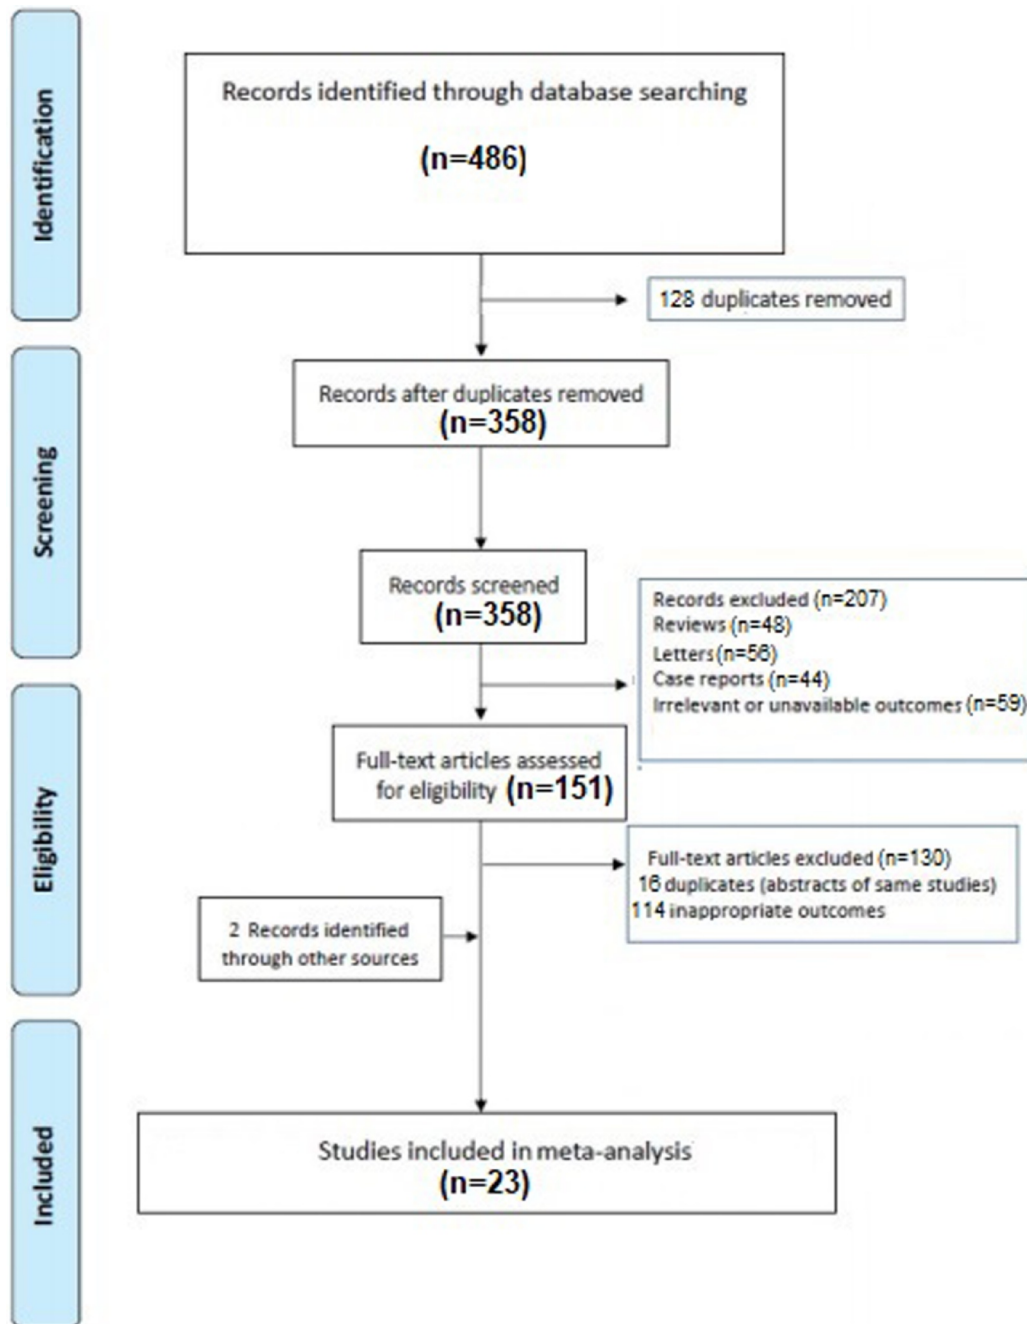 Identification
Records identified through database searching
(n=486)
128 duplicates removed
Screening
Records after duplicates removed
(n=358)
Records screened
(n=358)
Records excluded (n=207)
Reviews (n=48)
Letters (n=56)
Case reports (n=44)
Irrelevant or unavailable outcomes (n=59)
Eligibility
Full-text articles assessed
for eligibility (n=151)
Full-text articles excluded (n=130)
16 duplicates (abstracts of same studies)
114 inappropriate outcomes
2 Records identified
through other sources
Included
Studies included in meta-analysis
(n=23)